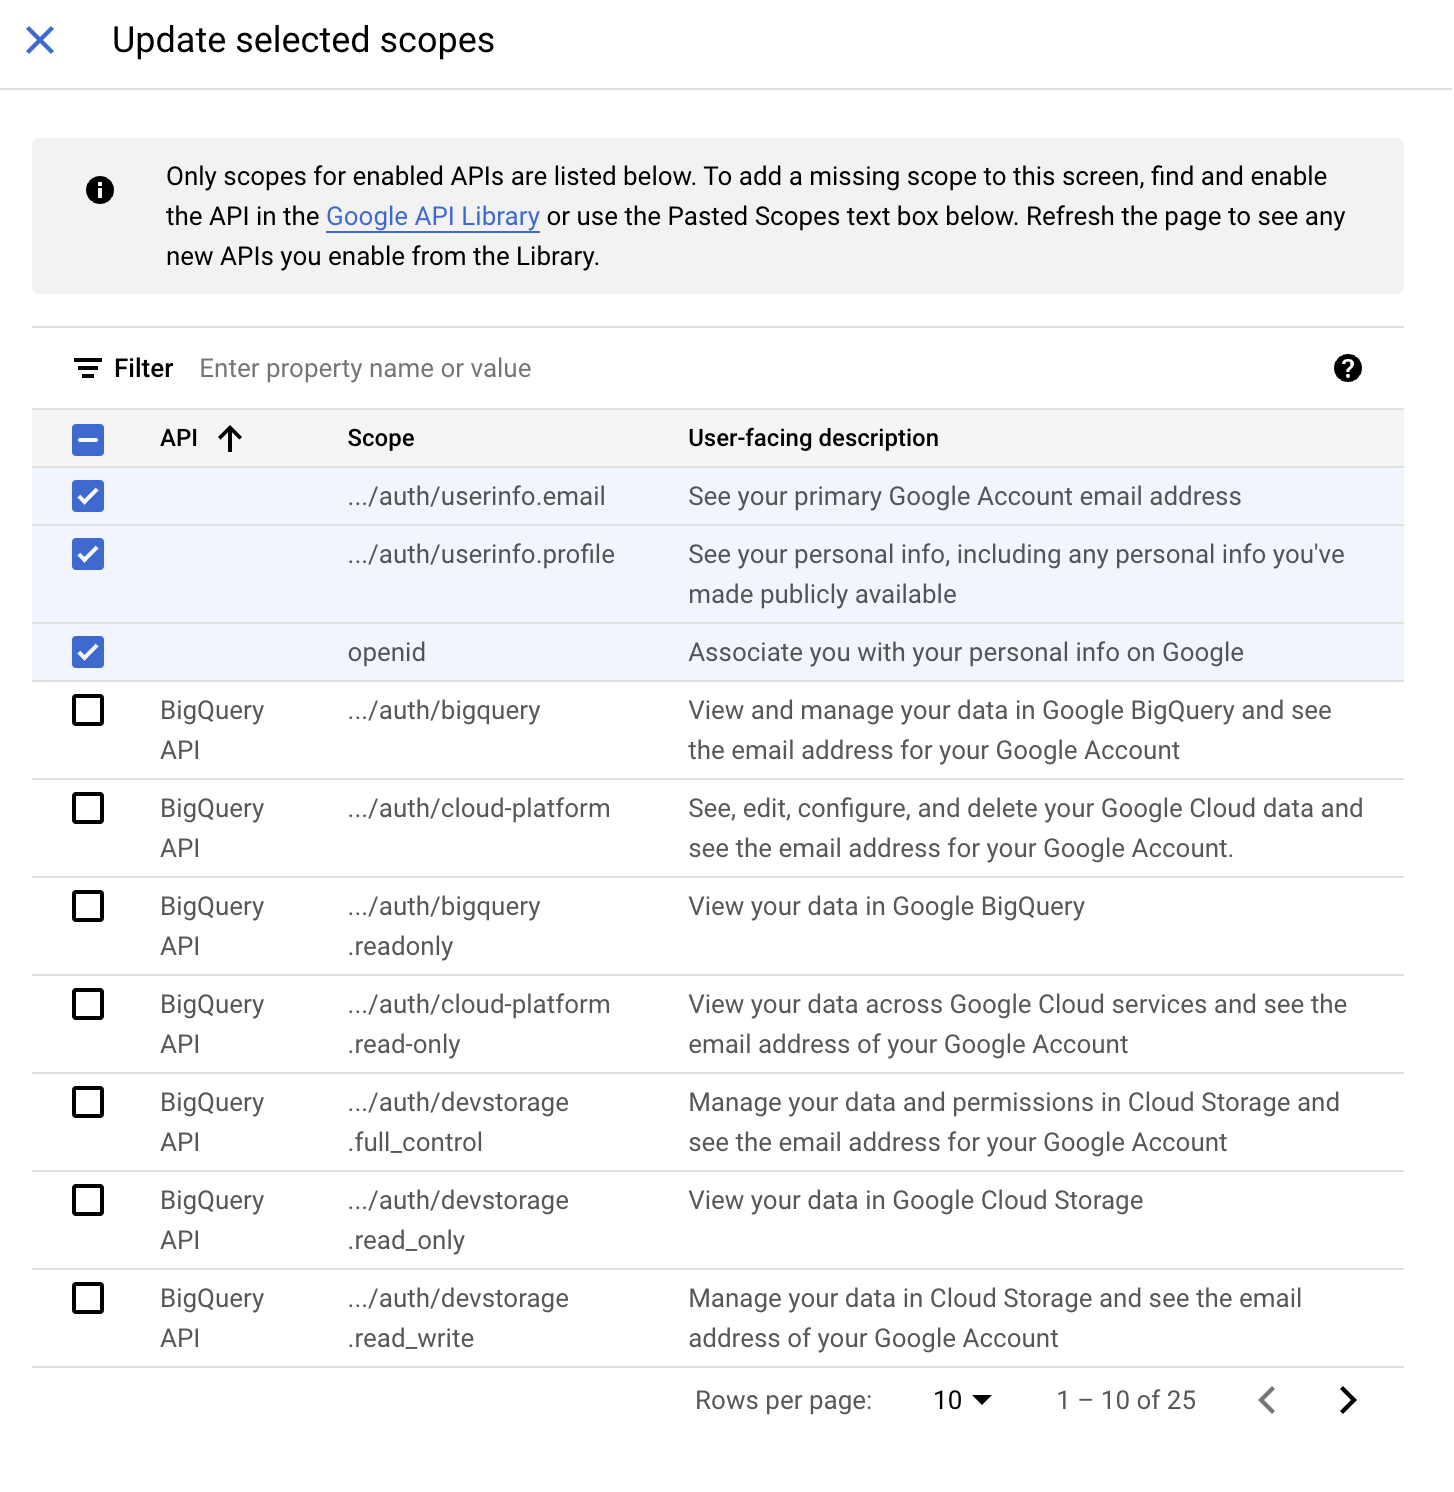 Update selected scopes
Only scopes for enabled APIs are listed below. To add a missing scope to this screen, find and enable
the API in the Google API Library or use the Pasted Scopes text box below. Refresh the page to see any
new APIs you enable from the Library.
Filter Enter property name or value
API Scope User-facing description
.../auth/userinfo.email See your primary Google Account email address
.../auth/userinfo.profile See your personal info, including any personal info you've
made publicly available
openid Associate you with your personal info on Google
BigQuery .../auth/bigquery View and manage your data in Google BigQuery and see
API the email address for your Google Account
BigQuery .../auth/cloud-platform See, edit, configure, and delete your Google Cloud data and
API see the email address for your Google Account.
BigQuery .../auth/bigquery View your data in Google BigQuery
API .readonly
BigQuery .../auth/cloud-platform View your data across Google Cloud services and see the
API .read-only email address of your Google Account
BigQuery .../auth/devstorage Manage your data and permissions in Cloud Storage and
API .full_control see the email address for your Google Account
BigQuery .../auth/devstorage View your data in Google Cloud Storage
API .read_only
BigQuery .../auth/devstorage Manage your data in Cloud Storage and see the email
API .read_write address of your Google Account
Rows per page: 10 1 – 10 of 25